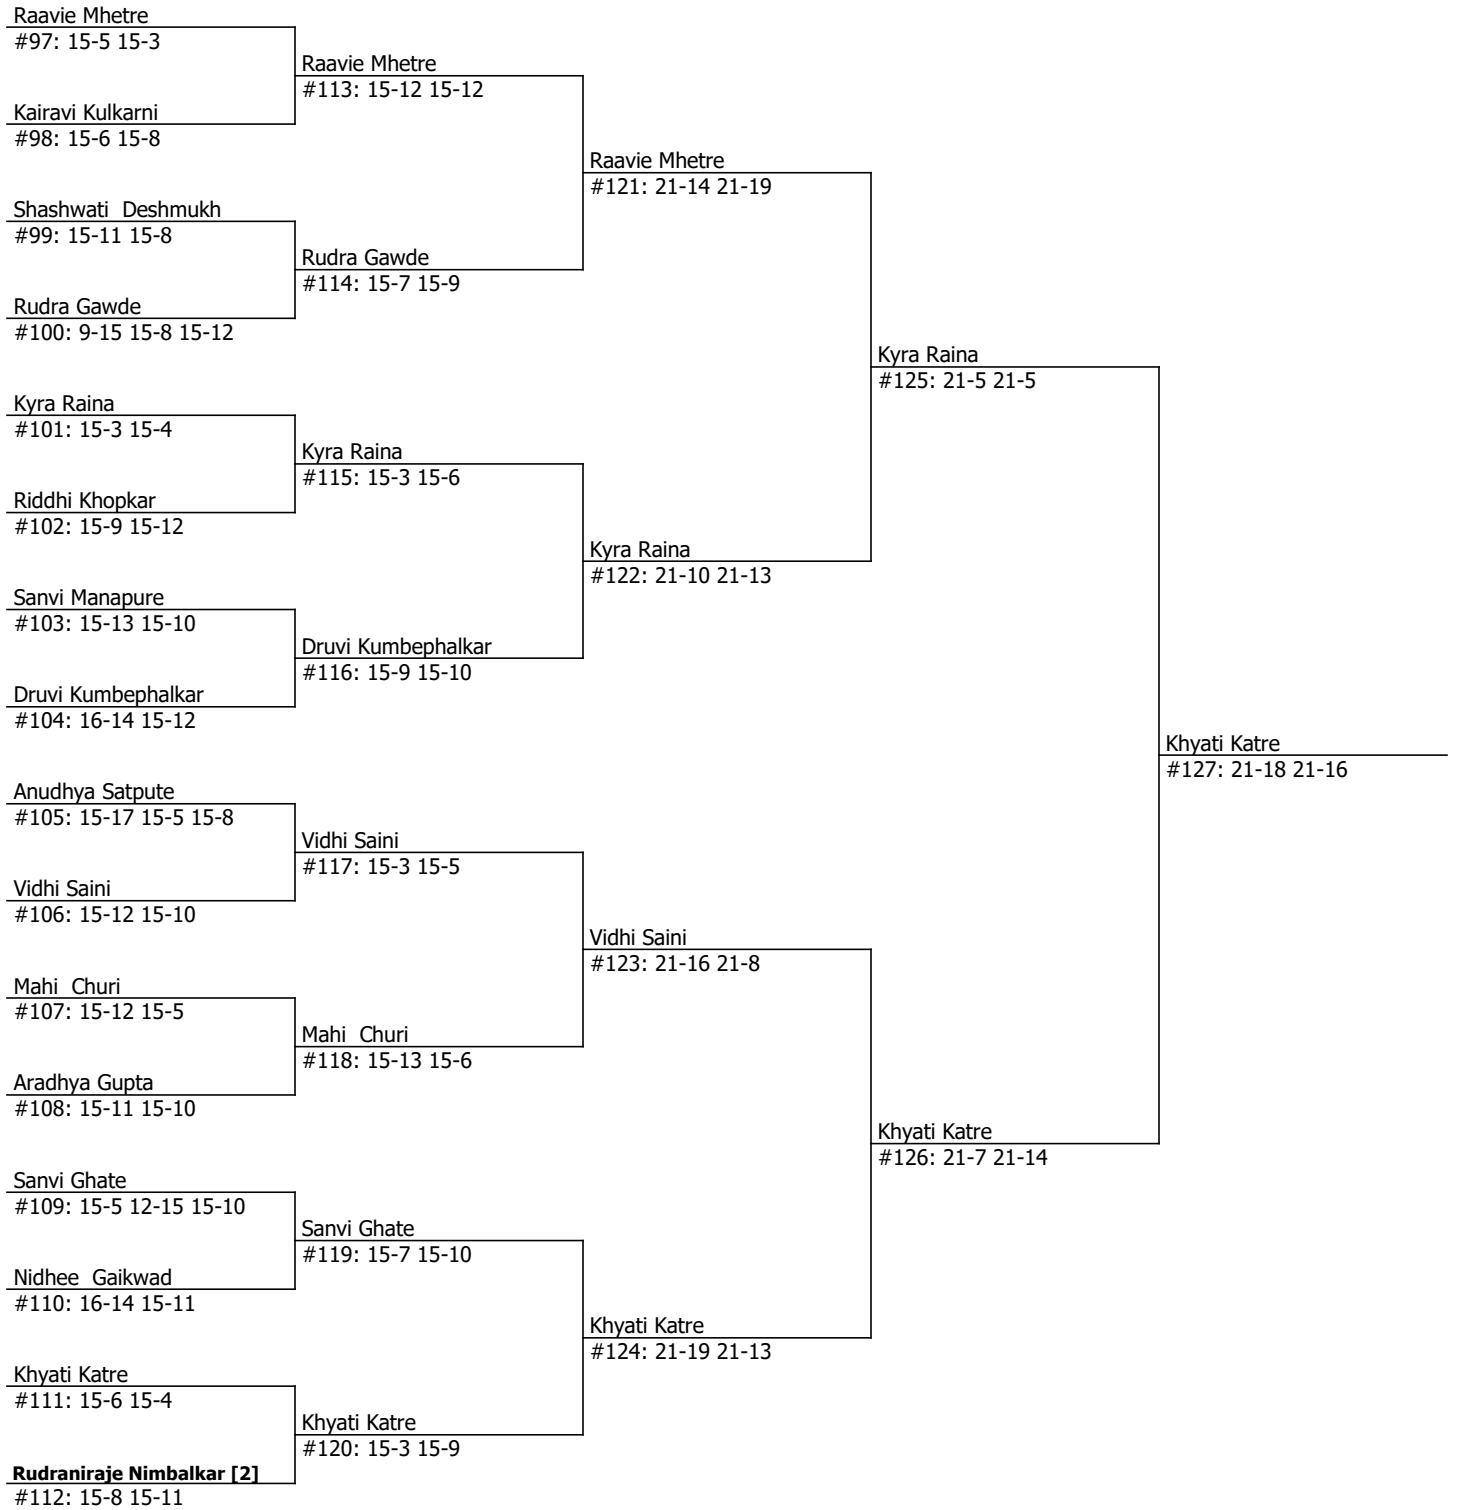 Raavie Mhetre
#97: 15-5 15-3
Kairavi Kulkarni
#98: 15-6 15-8
Shashwati  Deshmukh
#99: 15-11 15-8
Rudra Gawde
#100: 9-15 15-8 15-12
Kyra Raina
#101: 15-3 15-4
Riddhi Khopkar
#102: 15-9 15-12
Sanvi Manapure
#103: 15-13 15-10
Druvi Kumbephalkar
#104: 16-14 15-12
Anudhya Satpute
#105: 15-17 15-5 15-8
Vidhi Saini
#106: 15-12 15-10
Mahi  Churi
#107: 15-12 15-5
Aradhya Gupta
#108: 15-11 15-10
Sanvi Ghate
#109: 15-5 12-15 15-10
Nidhee  Gaikwad
#110: 16-14 15-11
Khyati Katre
#111: 15-6 15-4
Rudraniraje Nimbalkar [2]
#112: 15-8 15-11
Raavie Mhetre
#113: 15-12 15-12
Rudra Gawde
#114: 15-7 15-9
Kyra Raina
#115: 15-3 15-6
Druvi Kumbephalkar
#116: 15-9 15-10
Vidhi Saini
#117: 15-3 15-5
Mahi  Churi
#118: 15-13 15-6
Sanvi Ghate
#119: 15-7 15-10
Khyati Katre
#120: 15-3 15-9
Raavie Mhetre
#121: 21-14 21-19
Kyra Raina
#122: 21-10 21-13
Vidhi Saini
#123: 21-16 21-8
Khyati Katre
#124: 21-19 21-13
Kyra Raina
#125: 21-5 21-5
Khyati Katre
#126: 21-7 21-14
Khyati Katre
#127: 21-18 21-16